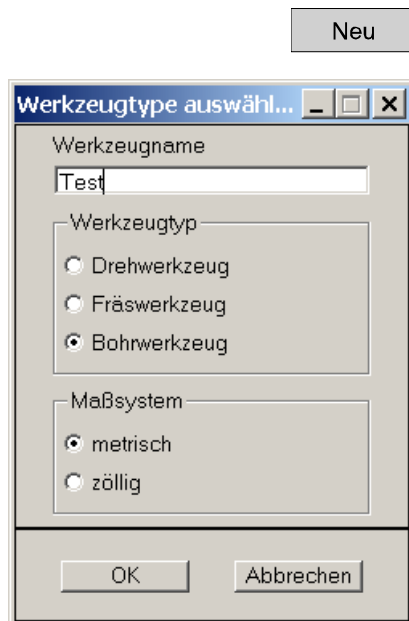 Neu
Werkzeugtype auswähl...
Werkzeugname
Test
Werkzeugtyp
Drehwerkzeug
Fräswerkzeug
Bohrwerkzeug
Maßsystem
metrisch
zöllig
OK Abbrechen